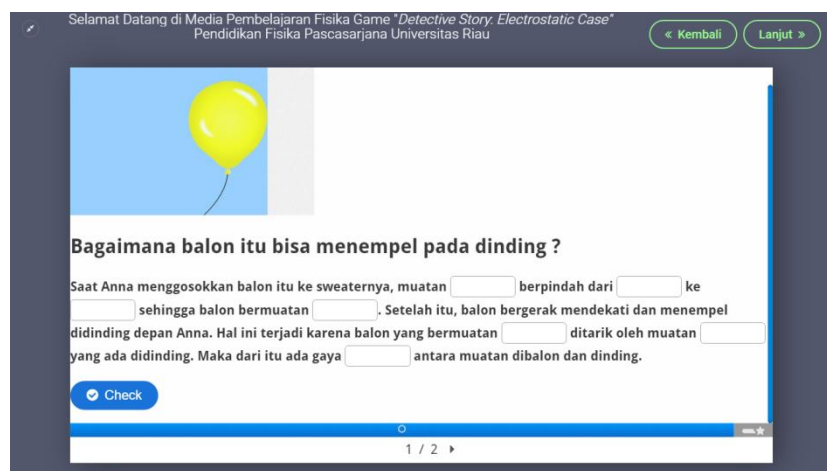 Selamat Datang di Media Pembelajaran Fisika Game "Detective Story: Electrostatic Case"
Pendidikan Fisika Pascasarjana Universitas Riau
« Kembali
Lanjut »
Bagaimana balon itu bisa menempel pada dinding ?
Saat Anna menggosokkan balon itu ke sweaternya, muatan berpindah dari ke
sehingga balon bermuatan . Setelah itu, balon bergerak mendekati dan menempel
didinding depan Anna. Hal ini terjadi karena balon yang bermuatan ditarik oleh muatan
yang ada didinding. Maka dari itu ada gaya antara muatan dibalon dan dinding.
Check
1 / 2